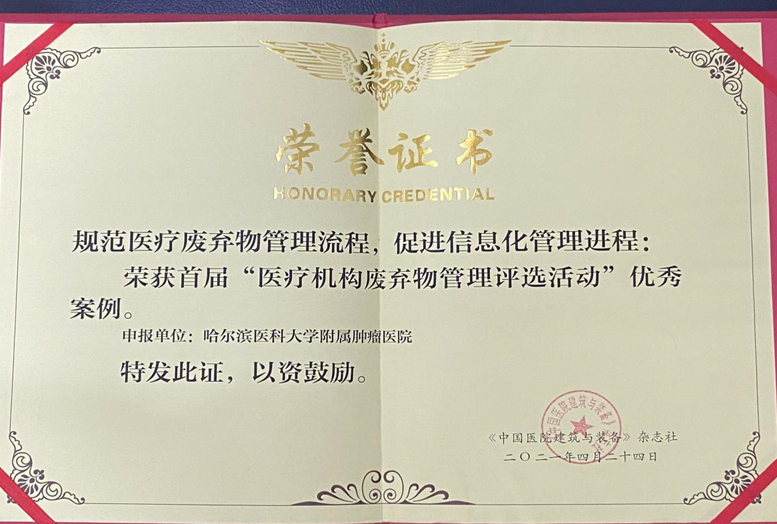 荣誉证书
HONORARY CREDENTIAL
规范医疗废弃物管理流程，促进信息化管理进程：
荣获首届“医疗机构废弃物管理评选活动”优秀
案例。
申报单位：哈尔滨医科大学附属肿瘤医院
特发此证，以资鼓励。
《中国医院建筑与装备》杂志社
二〇二一年四月二十四日